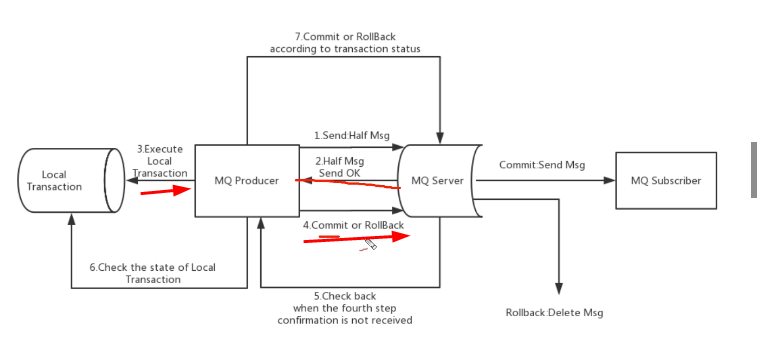 7.Commit or RollBack
according to transaction status
1.Send:Half Msg
3.Execute
Local
Transaction
2.Half Msg
Send OK
Local
Transaction
MQ Producer
MQ Server
Commit:Send Msg
MQ Subscriber
4.Commit or RollBack
6.Check the state of Local
Transaction
5.Check back
when the fourth step
confirmation is not received
Rollback:Delete Msg